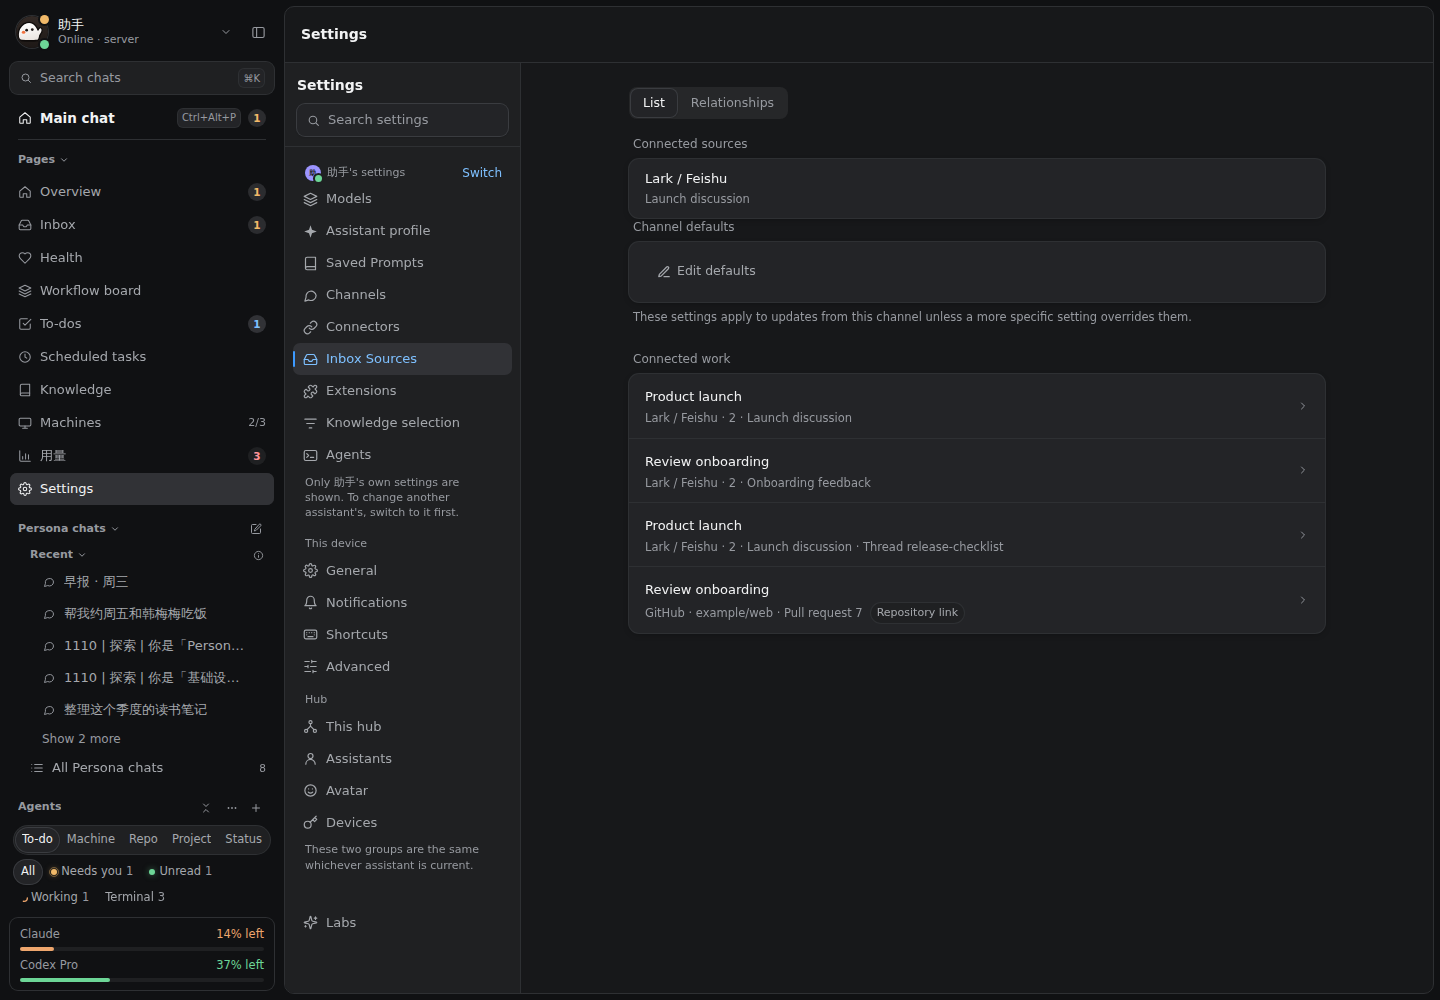 助手
Online · server
Search chats
⌘K
Main chat
Ctrl+Alt+P
1
Pages
Overview
1
Inbox
1
Health
Workflow board
To-dos
1
Scheduled tasks
Knowledge
Machines
2/3
用量
3
Settings
Persona chats
Recent
早报 · 周三
帮我约周五和韩梅梅吃饭
1110 | 探索 | 你是「Person...
1110 | 探索 | 你是「基础设...
整理这个季度的读书笔记
Show 2 more
All Persona chats
8
Agents
To-do Machine Repo Project Status
All Needs you 1 Unread 1
Working 1 Terminal 3
Claude
14% left
Codex Pro
37% left
Settings
Settings
Search settings
助手's settings
Switch
Models
Assistant profile
Saved Prompts
Channels
Connectors
Inbox Sources
Extensions
Knowledge selection
Agents
Only 助手's own settings are
shown. To change another
assistant's, switch to it first.
This device
General
Notifications
Shortcuts
Advanced
Hub
This hub
Assistants
Avatar
Devices
These two groups are the same
whichever assistant is current.
Labs
List Relationships
Connected sources
Lark / Feishu
Launch discussion
Channel defaults
Edit defaults
These settings apply to updates from this channel unless a more specific setting overrides them.
Connected work
Product launch
Lark / Feishu · 2 · Launch discussion
Review onboarding
Lark / Feishu · 2 · Onboarding feedback
Product launch
Lark / Feishu · 2 · Launch discussion · Thread release-checklist
Review onboarding
GitHub · example/web · Pull request 7 Repository link